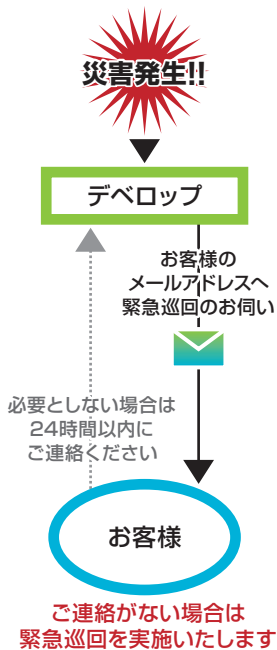 災害発生!!
デベロップ
お客様の
メールアドレスへ
緊急巡回のお伺い
必要としない場合は
24時間以内に
ご連絡ください
お客様
ご連絡がない場合は
緊急巡回を実施いたします